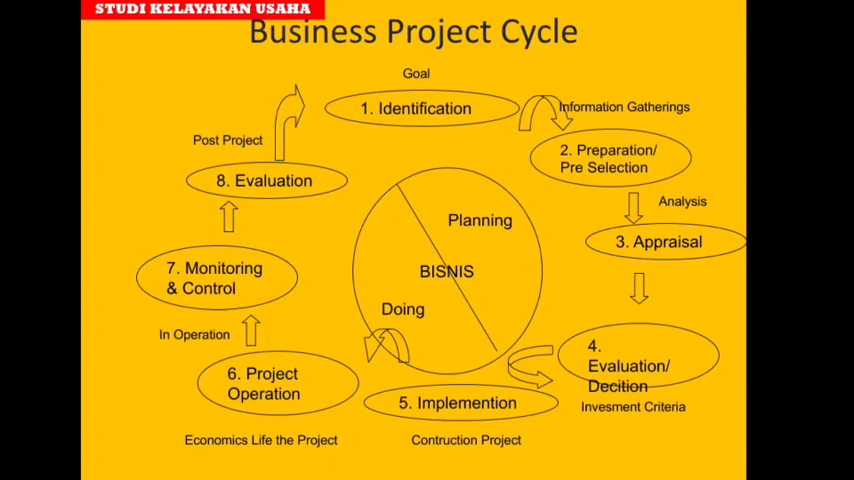 STUDI KELAYAKAN USAHA
Business Project Cycle
Goal
1. Identification
Information Gatherings
2. Preparation/
Pre Selection
Analysis
3. Appraisal
4.
Evaluation/
Decition
Invesment Criteria
5. Implemention
Contruction Project
6. Project
Operation
Economics Life the Project
In Operation
7. Monitoring
& Control
8. Evaluation
Post Project
Planning
BISNIS
Doing